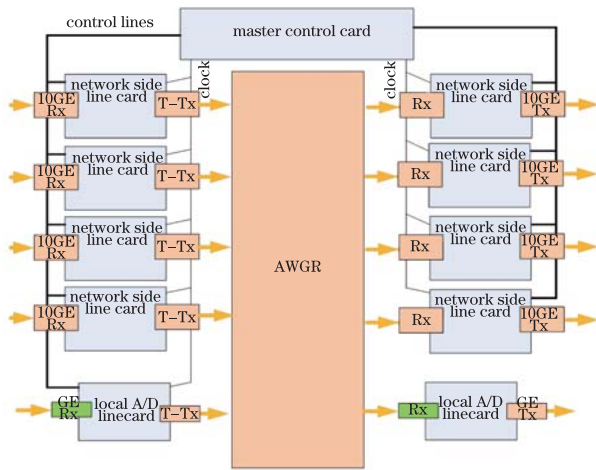 control lines
master control card
clock
clock
network side
line card
10GE
Rx
T-Tx
network side
line card
10GE
Rx
T-Tx
network side
line card
10GE
Rx
T-Tx
network side
line card
10GE
Rx
T-Tx
GE
Rx
local A/D
linecard
T-Tx
AWGR
Rx
network side
line card
10GE
Tx
Rx
network side
line card
10GE
Tx
Rx
network side
line card
10GE
Tx
Rx
network side
line card
10GE
Tx
Rx
local A/D
linecard
GE
Tx